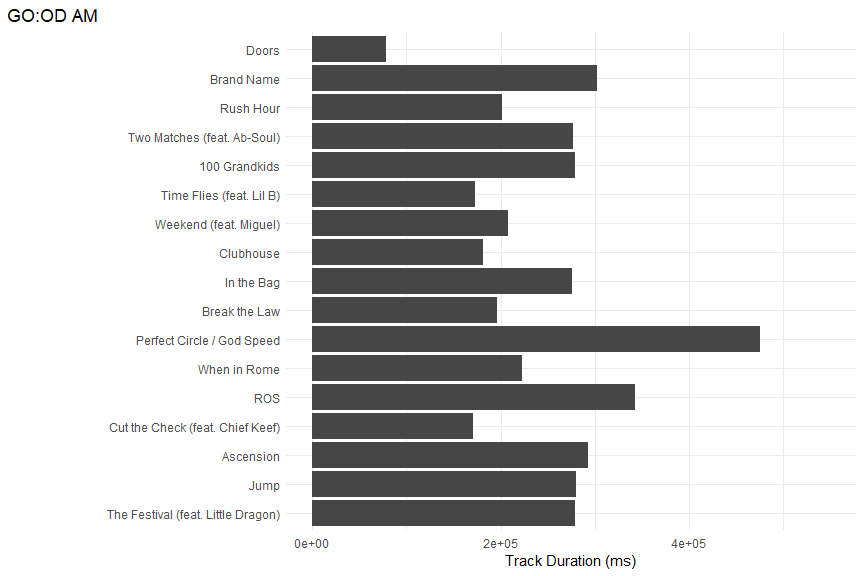 GO:OD AM
Doors
Brand Name
Rush Hour
Two Matches (feat. Ab-Soul)
100 Grandkids
Time Flies (feat. Lil B)
Weekend (feat. Miguel)
Clubhouse
In the Bag
Break the Law
Perfect Circle / God Speed
When in Rome
ROS
Cut the Check (feat. Chief Keef)
Ascension
Jump
The Festival (feat. Little Dragon)
0e+00 2e+05 4e+05
Track Duration (ms)